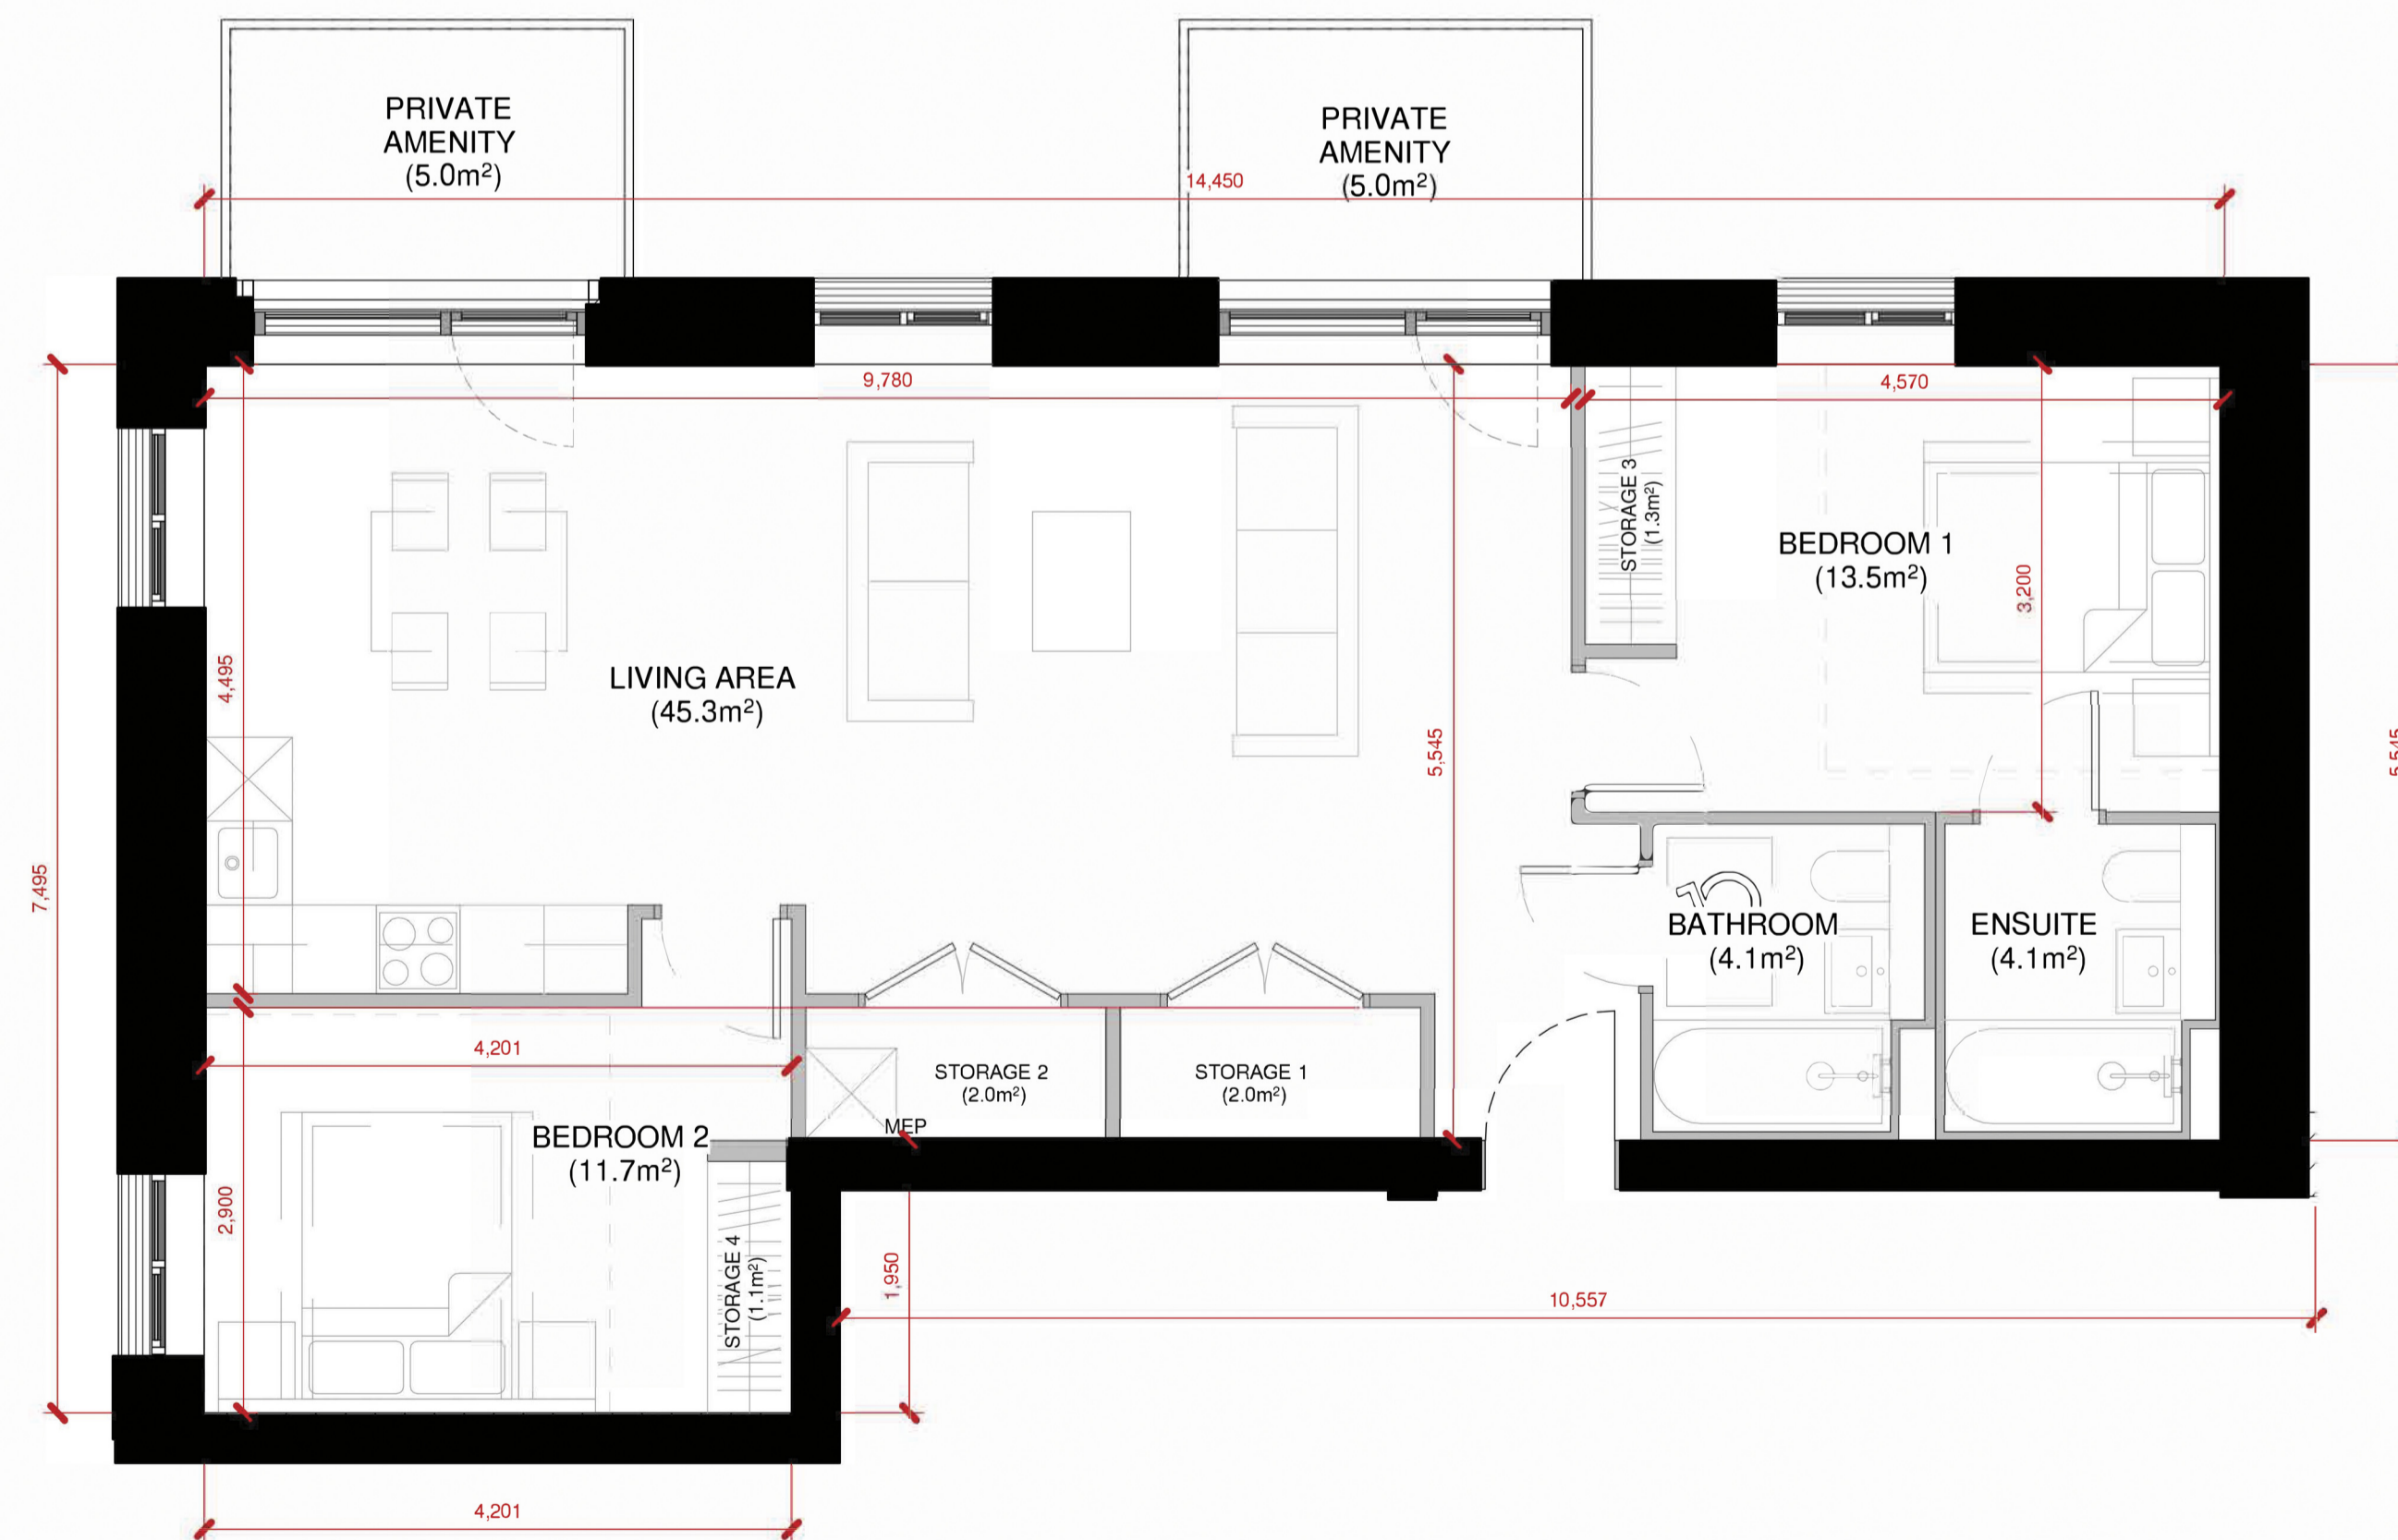 PRIVATE
AMENITY
(5.0m²)
PRIVATE
AMENITY
(5.0m²)
14,450
9,780
4,570
STORAGE 3
(1.3m²)
BEDROOM 1
(13.5m²)
3,200
4,495
LIVING AREA
(45.3m²)
5,545
5,545
7,495
BATHROOM
(4.1m²)
ENSUITE
(4.1m²)
4,201
STORAGE 2
(2.0m²)
STORAGE 1
(2.0m²)
MEP
BEDROOM 2
(11.7m²)
2,900
STORAGE 4
(1.1m²)
1,950
10,557
4,201